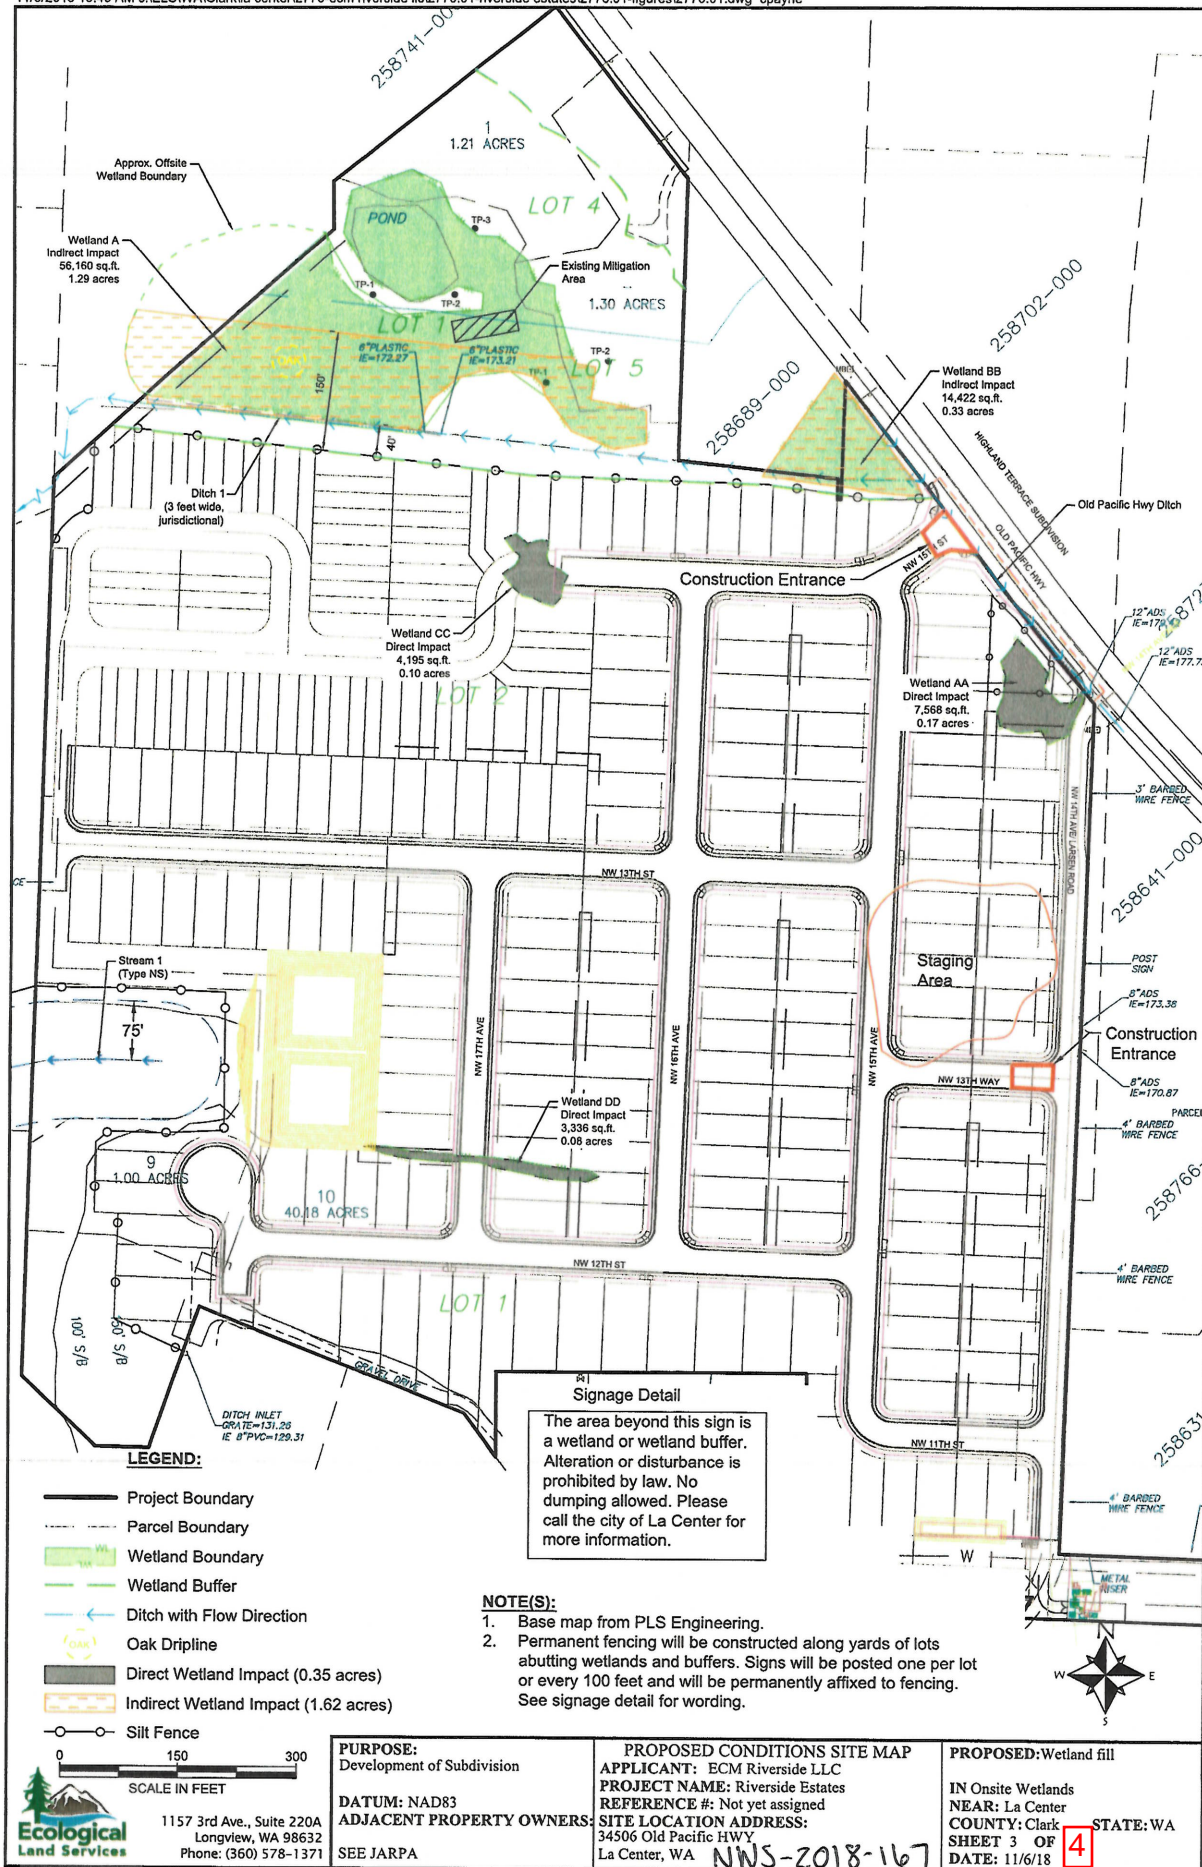 258741-00
1
1.21 ACRES
Approx. Offsite
Wetland Boundary
LOT 4
POND
TP-3
Wetland A
Indirect Impact
56,160 sq.ft.
1.29 acres
Existing Mitigation
Area
TP-1
TP-2
1.30 ACRES
258702-000
LOT 1
8"PLASTIC
IE=172.27
6"PLASTIC
IE=173.21
TP-2
TP-1
LOT 5
OAK
150'
40'
258689-000
Wetland BB
Indirect Impact
14,422 sq.ft.
0.33 acres
HIGHLAND TERRACE SUBDIVISION
OLD PACIFIC HWY
Ditch 1
(3 feet wide,
jurisdictional)
Old Pacific Hwy Ditch
NW 15TH ST
Construction Entrance
12"ADS
12"ADS
IE=177.7
Wetland CC
Direct Impact
4,195 sq.ft.
0.10 acres
LOT 2
Wetland AA
Direct Impact
7,568 sq.ft.
0.17 acres
3' BARBED
WIRE FENCE
NW 14TH AVE/LARSEN ROAD
258641-000
NW 13TH ST
Stream 1
(Type NS)
75'
Staging
Area
POST
SIGN
8"ADS
IE=173.38
Construction
Entrance
NW 17TH AVE
NW 16TH AVE
NW 15TH AVE
NW 13TH WAY
8"ADS
IE=170.87
PARCEL
4' BARBED
WIRE FENCE
Wetland DD
Direct Impact
3,336 sq.ft.
0.08 acres
9
1.00 ACRES
10
40.18 ACRES
258766-
NW 12TH ST
4' BARBED
WIRE FENCE
LOT 1
100' S/B
50' S/B
GRAVEL DRIVE
DITCH INLET
GRATE=131.26
IE 8"PVC=129.31
Signage Detail
The area beyond this sign is
a wetland or wetland buffer.
Alteration or disturbance is
prohibited by law. No
dumping allowed. Please
call the city of La Center for
more information.
NW 11TH ST
258631
4' BARBED
WIRE FENCE
W
METAL
RISER
LEGEND:
Project Boundary
Parcel Boundary
Wetland Boundary
Wetland Buffer
Ditch with Flow Direction
OAK
Oak Dripline
Direct Wetland Impact (0.35 acres)
Indirect Wetland Impact (1.62 acres)
Silt Fence
NOTE(S):
1. Base map from PLS Engineering.
2. Permanent fencing will be constructed along yards of lots
abutting wetlands and buffers. Signs will be posted one per lot
or every 100 feet and will be permanently affixed to fencing.
See signage detail for wording.
N
W E
S
0 150 300
SCALE IN FEET
Ecological
Land Services
1157 3rd Ave., Suite 220A
Longview, WA 98632
Phone: (360) 578-1371
PURPOSE:
Development of Subdivision
DATUM: NAD83
ADJACENT PROPERTY OWNERS:
SEE JARPA
PROPOSED CONDITIONS SITE MAP
APPLICANT: ECM Riverside LLC
PROJECT NAME: Riverside Estates
REFERENCE #: Not yet assigned
SITE LOCATION ADDRESS:
34506 Old Pacific HWY
La Center, WA NWS-2018-167
PROPOSED: Wetland fill
IN Onsite Wetlands
NEAR: La Center
COUNTY: Clark STATE: WA
SHEET 3 OF 4
DATE: 11/6/18